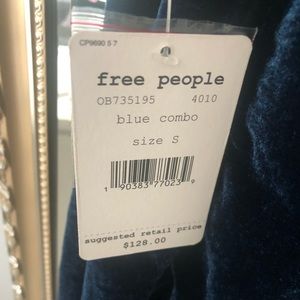 CP9690 5 7
free people
OB735195 4010
blue combo
size S
1 90383 77023 9
suggested retail price
$128.00